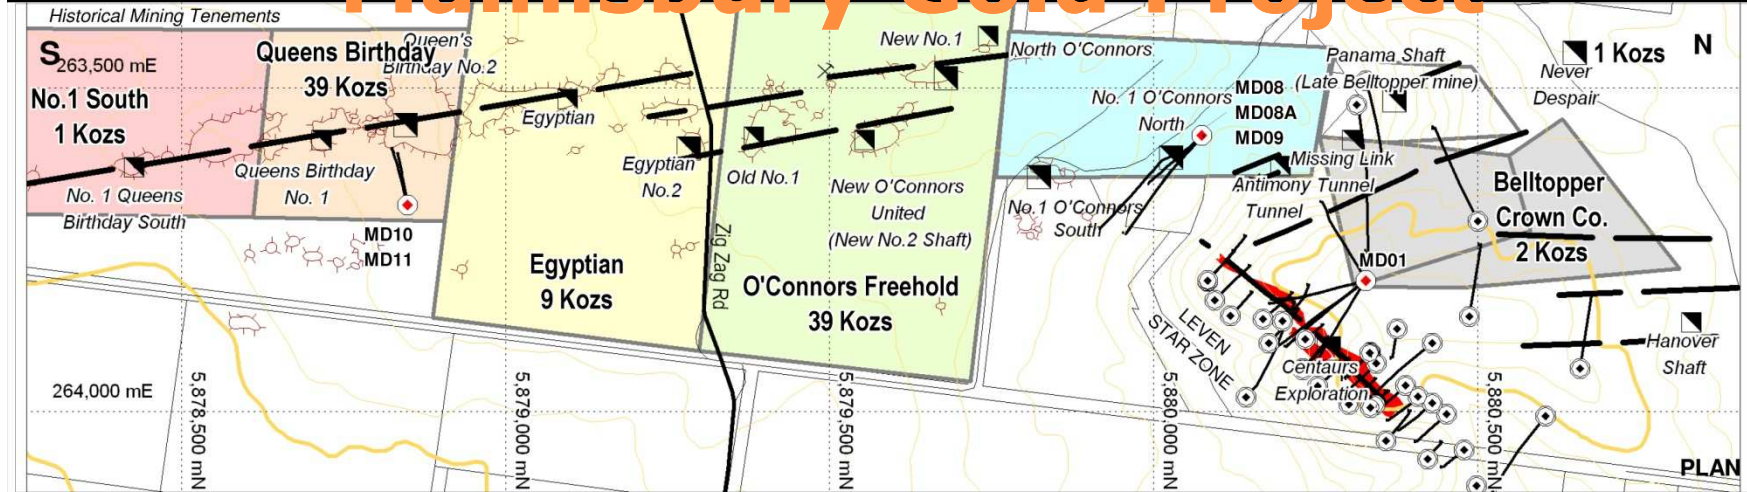 Malmsbury Gold Project
Historical Mining Tenements
S
263,500 mE
No.1 South
1 Kozs
Queens Birthday
39 Kozs
Queen's
Birthday No.2
No. 1 Queens
Birthday South
Queens Birthday
No. 1
MD10
MD11
Egyptian
Egyptian
No.2
Egyptian
9 Kozs
Zig Zag Rd
New No.1
Old No.1
New O'Connors
United
(New No.2 Shaft)
O'Connors Freehold
39 Kozs
North O'Connors
No. 1 O'Connors
North
MD08
MD08A
MD09
No.1 O'Connors
South
Panama Shaft
(Late Belltopper mine)
Never
Despair
1 Kozs
N
Missing Link
Antimony Tunnel
Tunnel
Belltopper
Crown Co.
2 Kozs
MD01
LEVEN
STAR ZONE
Centaurs
Exploration
Hanover
Shaft
264,000 mE
5,878,500 mN
5,879,000 mN
5,879,500 mN
5,880,000 mN
5,880,500 mN
PLAN